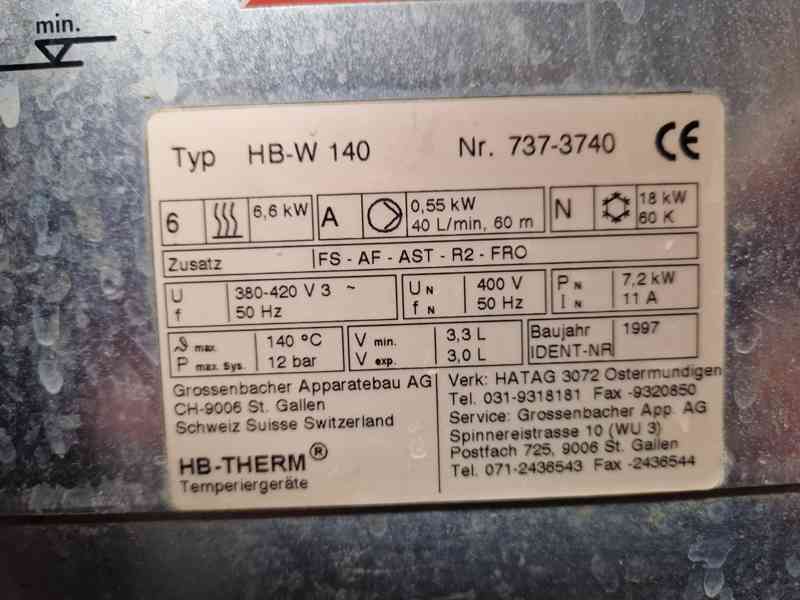 min.
Typ HB-W 140 Nr. 737-3740 CE
6 6,6 kW A 0,55 kW N 18 kW
40 L/min, 60 m 60 K
Zusatz FS - AF - AST - R2 - FRO
U 380-420 V 3 ~ U N 400 V P N 7,2 kW
f 50 Hz f N 50 Hz I N 11 A
ϑ max. 140 °C V min. 3,3 L Baujahr 1997
P max. Sys. 12 bar V exp. 3,0 L IDENT-NR
Grossenbacher Apparatebau AG
CH-9006 St. Gallen
Schweiz Suisse Switzerland
HB-THERM®
Temperiergeräte
Verk: HATAG 3072 Ostermundigen
Tel. 031-9318181 Fax -9320850
Service: Grossenbacher App. AG
Spinnereistrasse 10 (WU 3)
Postfach 725, 9006 St. Gallen
Tel. 071-2436543 Fax -2436544